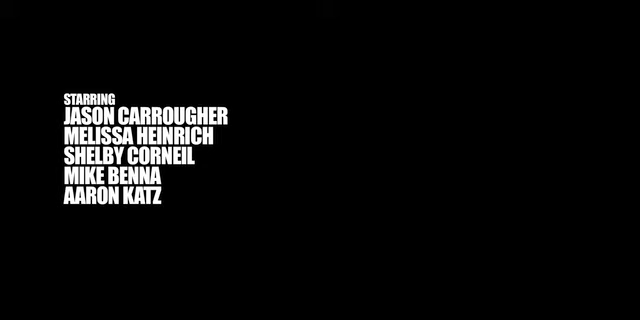 STARRING
JASON CARROUGHER
MELISSA HEINRICH
SHELBY CORNEIL
MIKE BENNA
AARON KATZ